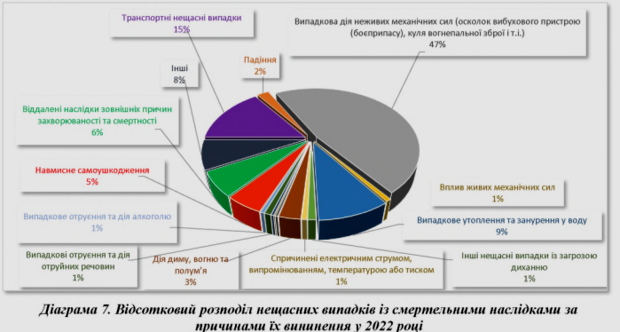 Транспортні нещасні випадки
15%
Випадкова дія неживих механічних сил (осколок вибухового пристрою
(боєприпасу), куля вогнепальної зброї і т.і.)
47%
Падіння
2%
Інші
8%
Віддалені наслідки зовнішніх причин
захворюваності та смертності
6%
Навмисне самоушкодження
5%
Вплив живих механічних сил
1%
Випадкове отруєння та дія алкоголю
1%
Випадкове утоплення та занурення у воду
9%
Випадкові отруєння та дія
отруйних речовин
1%
Дія диму, вогню та
полум'я
3%
Спричинені електричним струмом,
випромінюванням, температурою або тиском
1%
Інші нещасні випадки із загрозою
диханню
1%
Діаграма 7. Відсотковий розподіл нещасних випадків із смертельними наслідками за
причинами їх вининення у 2022 році